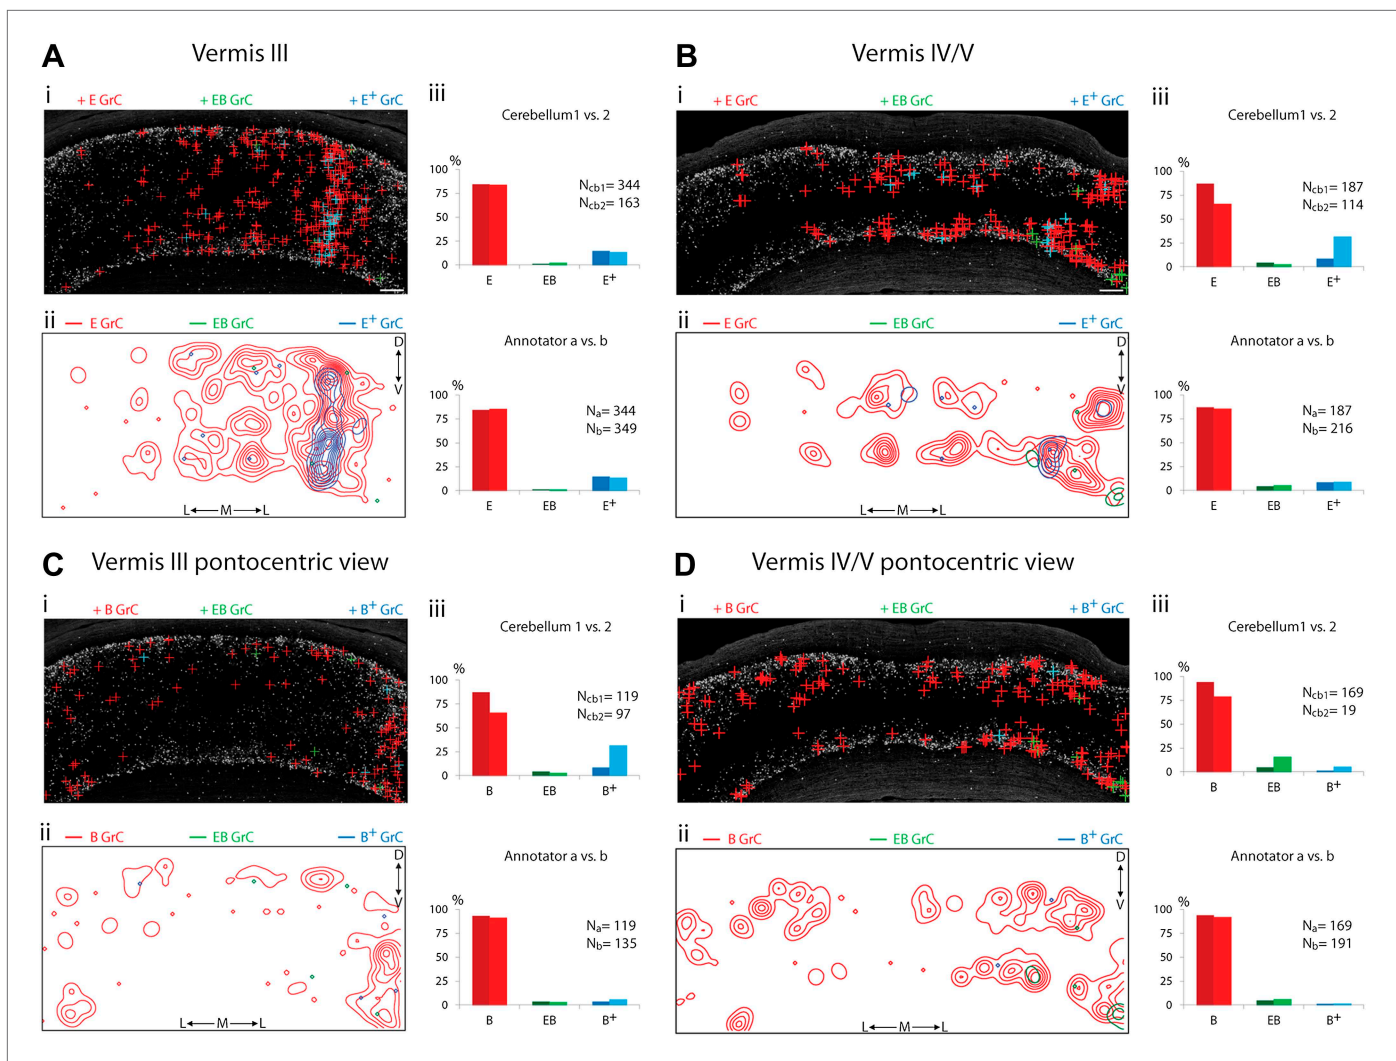 A Vermis III
i + E GrC + EB GrC + E+ GrC
iii
Cerebellum1 vs. 2
%
100
75
50
25
0
Ncb1= 344
Ncb2= 163
E EB E+
ii — E GrC — EB GrC — E+ GrC
D
V
L M L
Annotator a vs. b
%
100
75
50
25
0
Na= 344
Nb= 349
E EB E+
B Vermis IV/V
i + E GrC + EB GrC + E+ GrC
iii
Cerebellum1 vs. 2
%
100
75
50
25
0
Ncb1= 187
Ncb2= 114
E EB E+
ii — E GrC — EB GrC — E+ GrC
D
V
L M L
Annotator a vs. b
%
100
75
50
25
0
Na= 187
Nb= 216
E EB E+
C Vermis III pontocentric view
i + B GrC + EB GrC + B+ GrC
iii
Cerebellum 1 vs. 2
%
100
75
50
25
0
Ncb1= 119
Ncb2= 97
B EB B+
ii — B GrC — EB GrC — B+ GrC
D
V
L M L
Annotator a vs. b
%
100
75
50
25
0
Na= 119
Nb= 135
B EB B+
D Vermis IV/V pontocentric view
i + B GrC + EB GrC + B+ GrC
iii
Cerebellum1 vs. 2
%
100
75
50
25
0
Ncb1= 169
Ncb2= 19
B EB B+
ii — B GrC — EB GrC — B+ GrC
D
V
L M L
Annotator a vs. b
%
100
75
50
25
0
Na= 169
Nb= 191
B EB B+